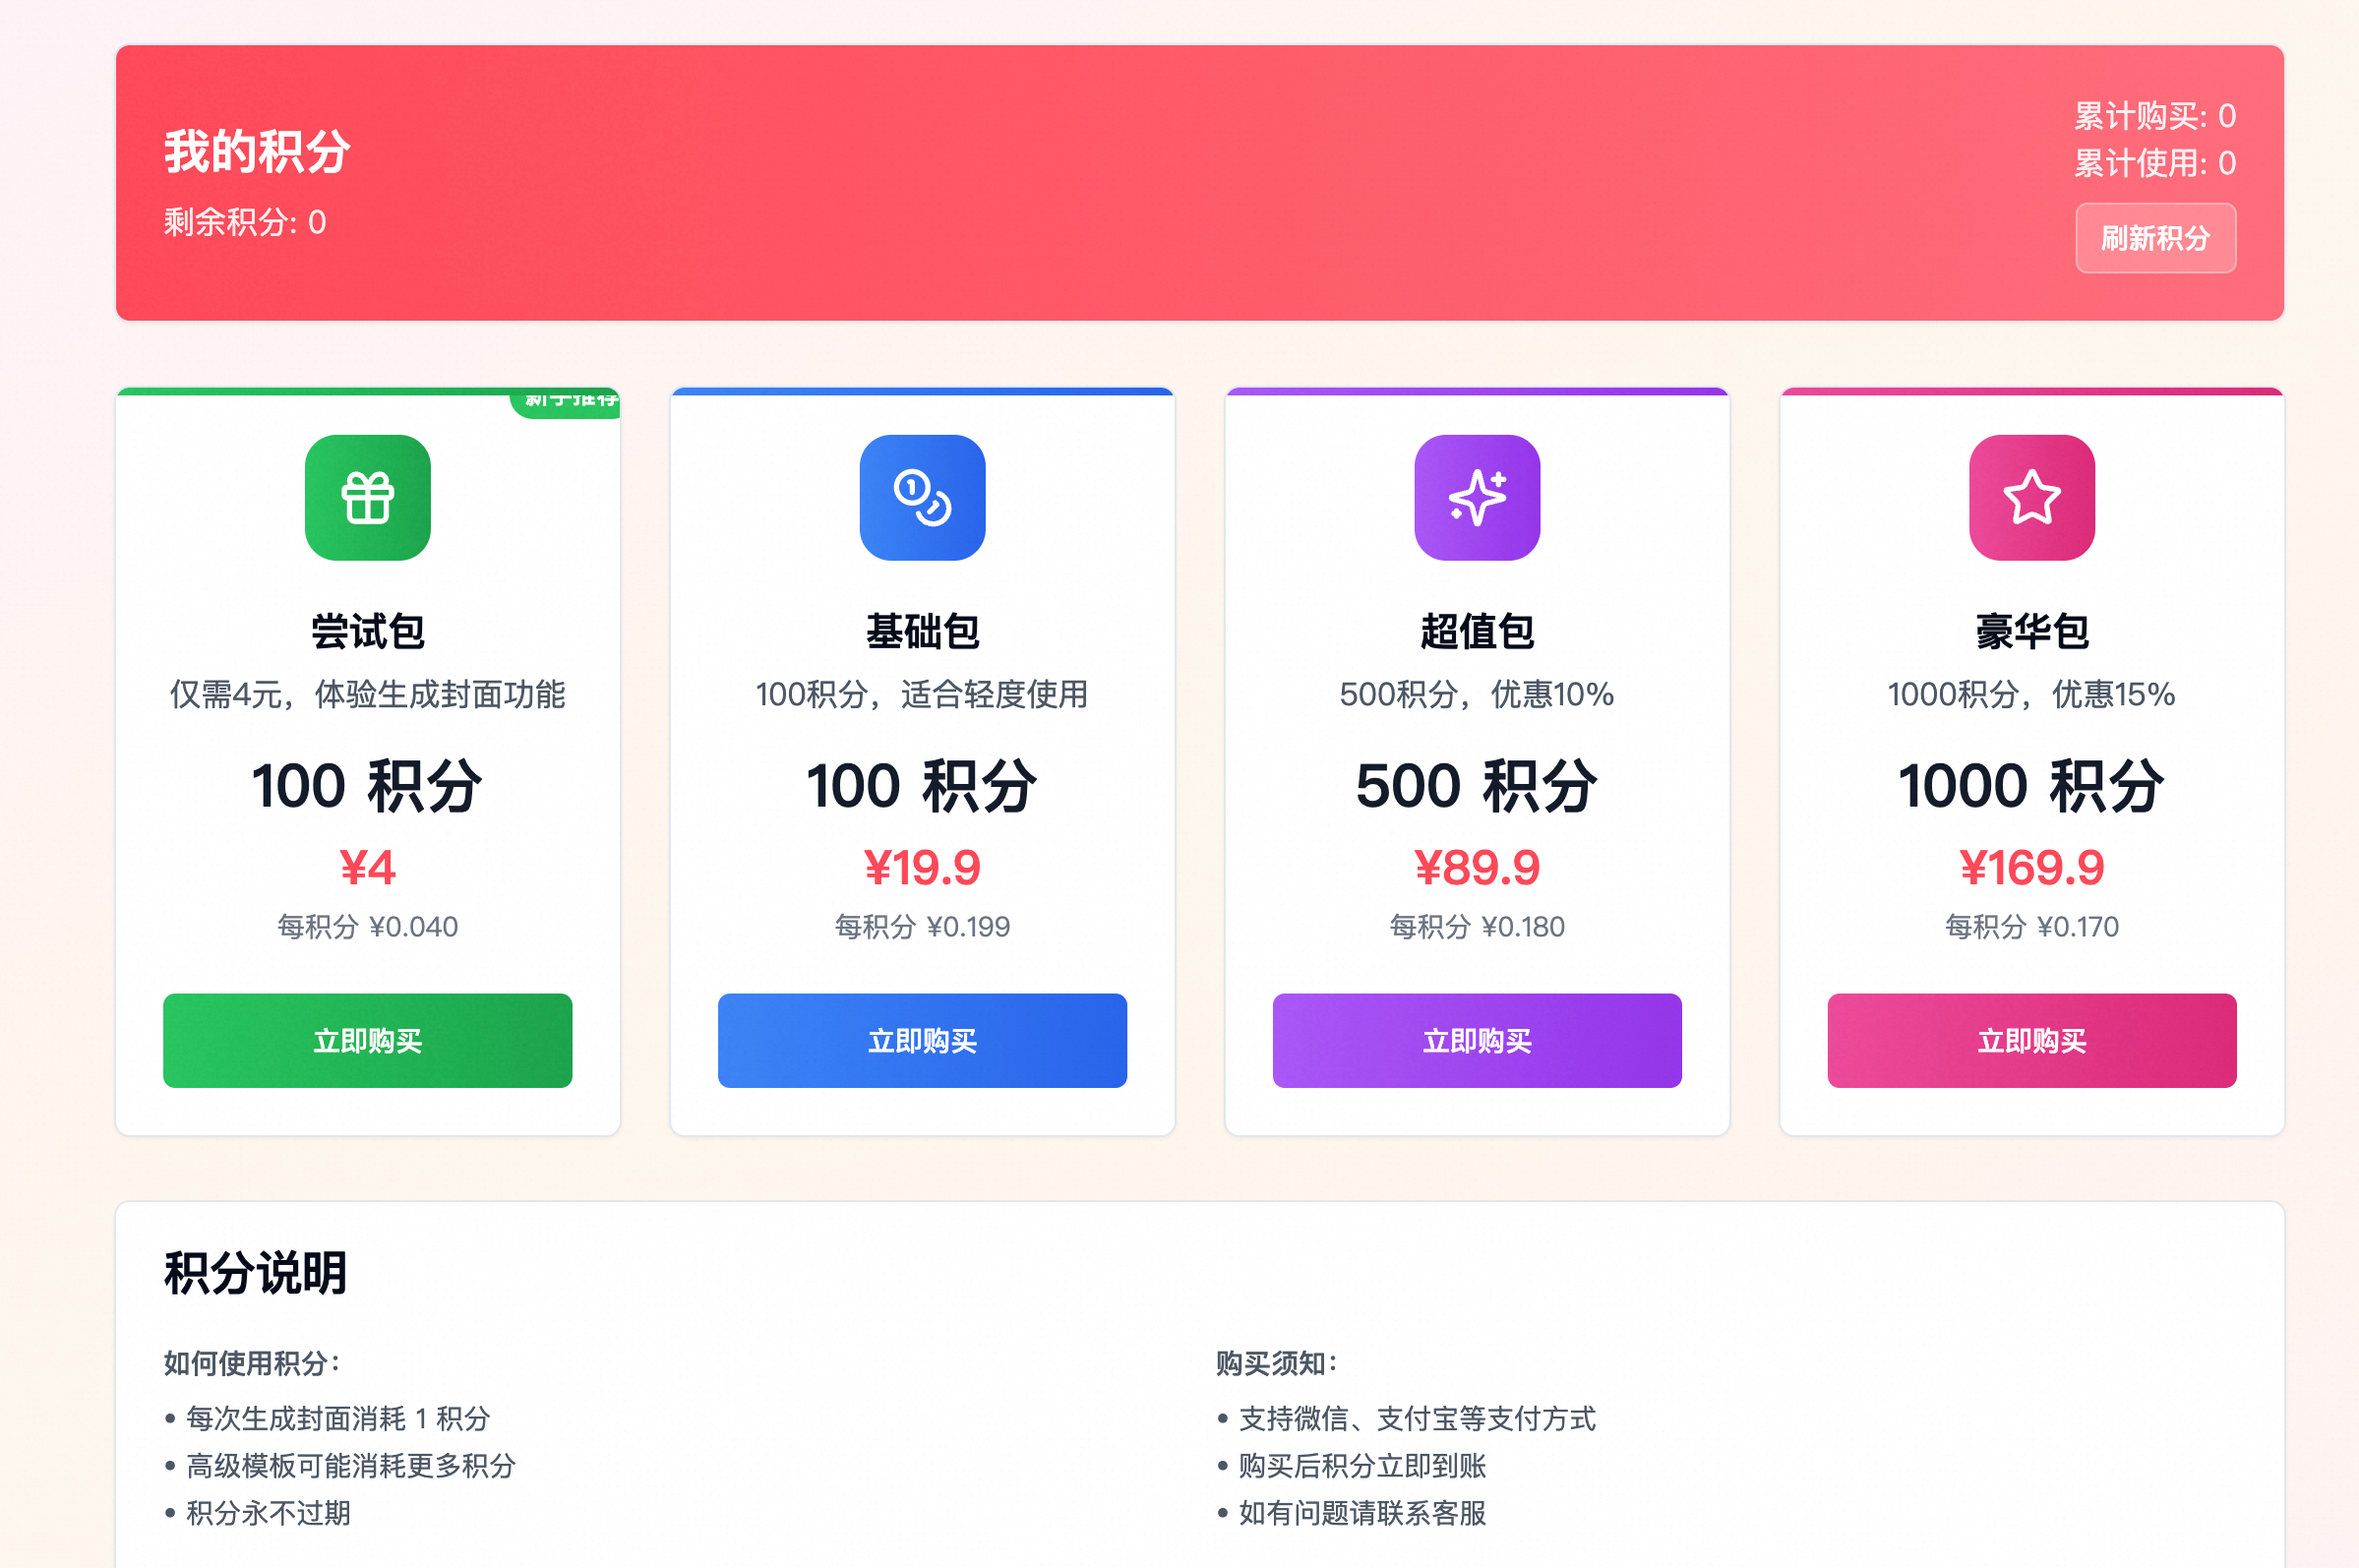 我的积分
剩余积分: 0
累计购买: 0
累计使用: 0
刷新积分
新手推荐
尝试包
仅需4元，体验生成封面功能
100 积分
¥4
每积分 ¥0.040
立即购买
基础包
100积分，适合轻度使用
100 积分
¥19.9
每积分 ¥0.199
立即购买
超值包
500积分，优惠10%
500 积分
¥89.9
每积分 ¥0.180
立即购买
豪华包
1000积分，优惠15%
1000 积分
¥169.9
每积分 ¥0.170
立即购买
积分说明
如何使用积分：
• 每次生成封面消耗 1 积分
• 高级模板可能消耗更多积分
• 积分永不过期
购买须知：
• 支持微信、支付宝等支付方式
• 购买后积分立即到账
• 如有问题请联系客服